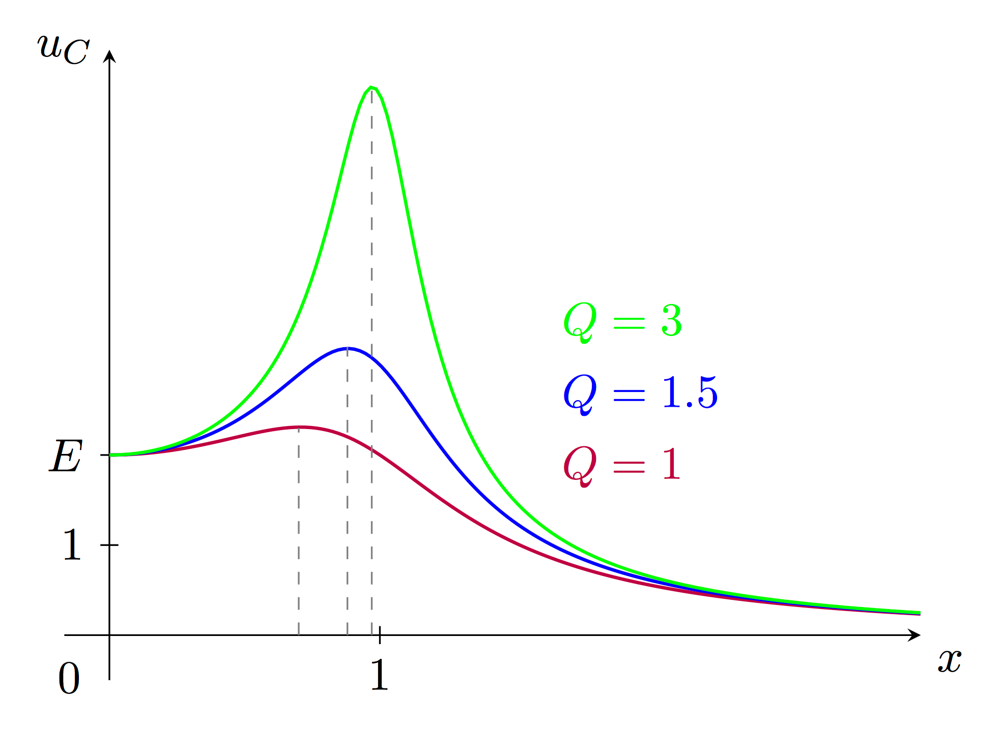 u_C
Q = 3
Q = 1.5
E
Q = 1
1
0
1
x